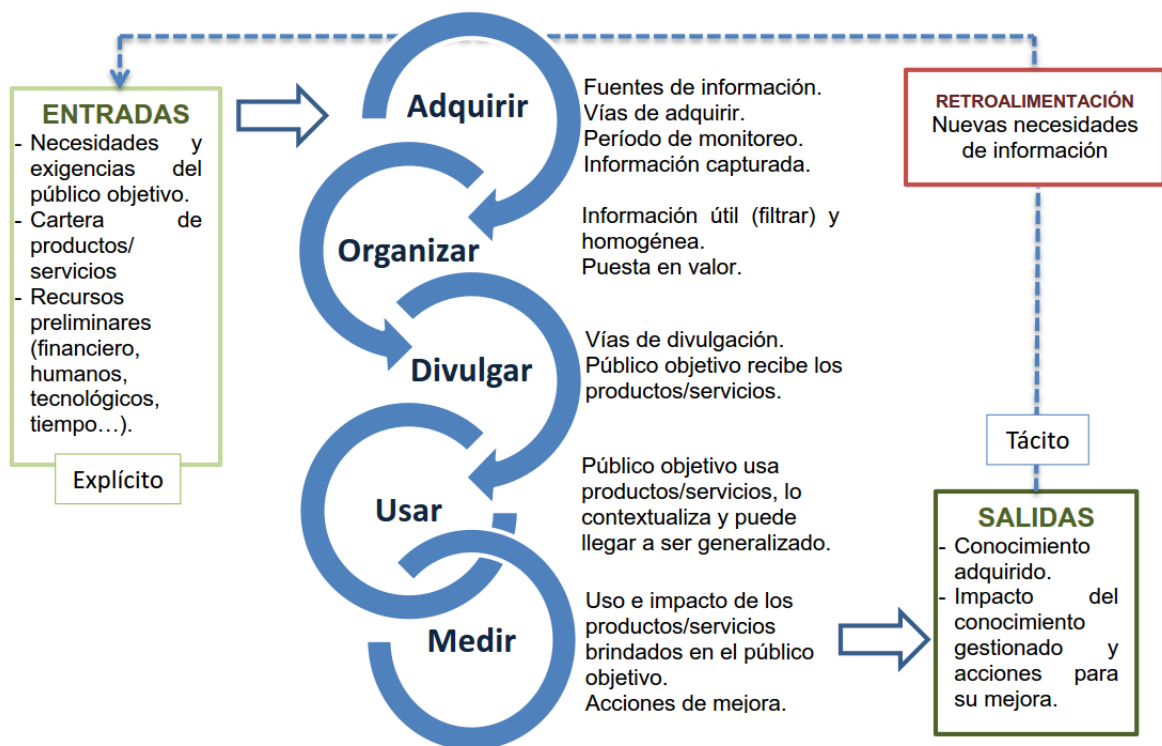 ENTRADAS
- Necesidades y
exigencias del
público objetivo.
- Cartera de
productos/
servicios
- Recursos
preliminares
(financiero,
humanos,
tecnológicos,
tiempo…).
Explícito
Adquirir
Fuentes de información.
Vías de adquirir.
Período de monitoreo.
Información capturada.
Organizar
Información útil (filtrar) y
homogénea.
Puesta en valor.
Divulgar
Vías de divulgación.
Público objetivo recibe los
productos/servicios.
Usar
Público objetivo usa
productos/servicios, lo
contextualiza y puede
llegar a ser generalizado.
Medir
Uso e impacto de los
productos/servicios
brindados en el público
objetivo.
Acciones de mejora.
RETROALIMENTACIÓN
Nuevas necesidades
de información
Tácito
SALIDAS
- Conocimiento
adquirido.
- Impacto del
conocimiento
gestionado y
acciones para
su mejora.